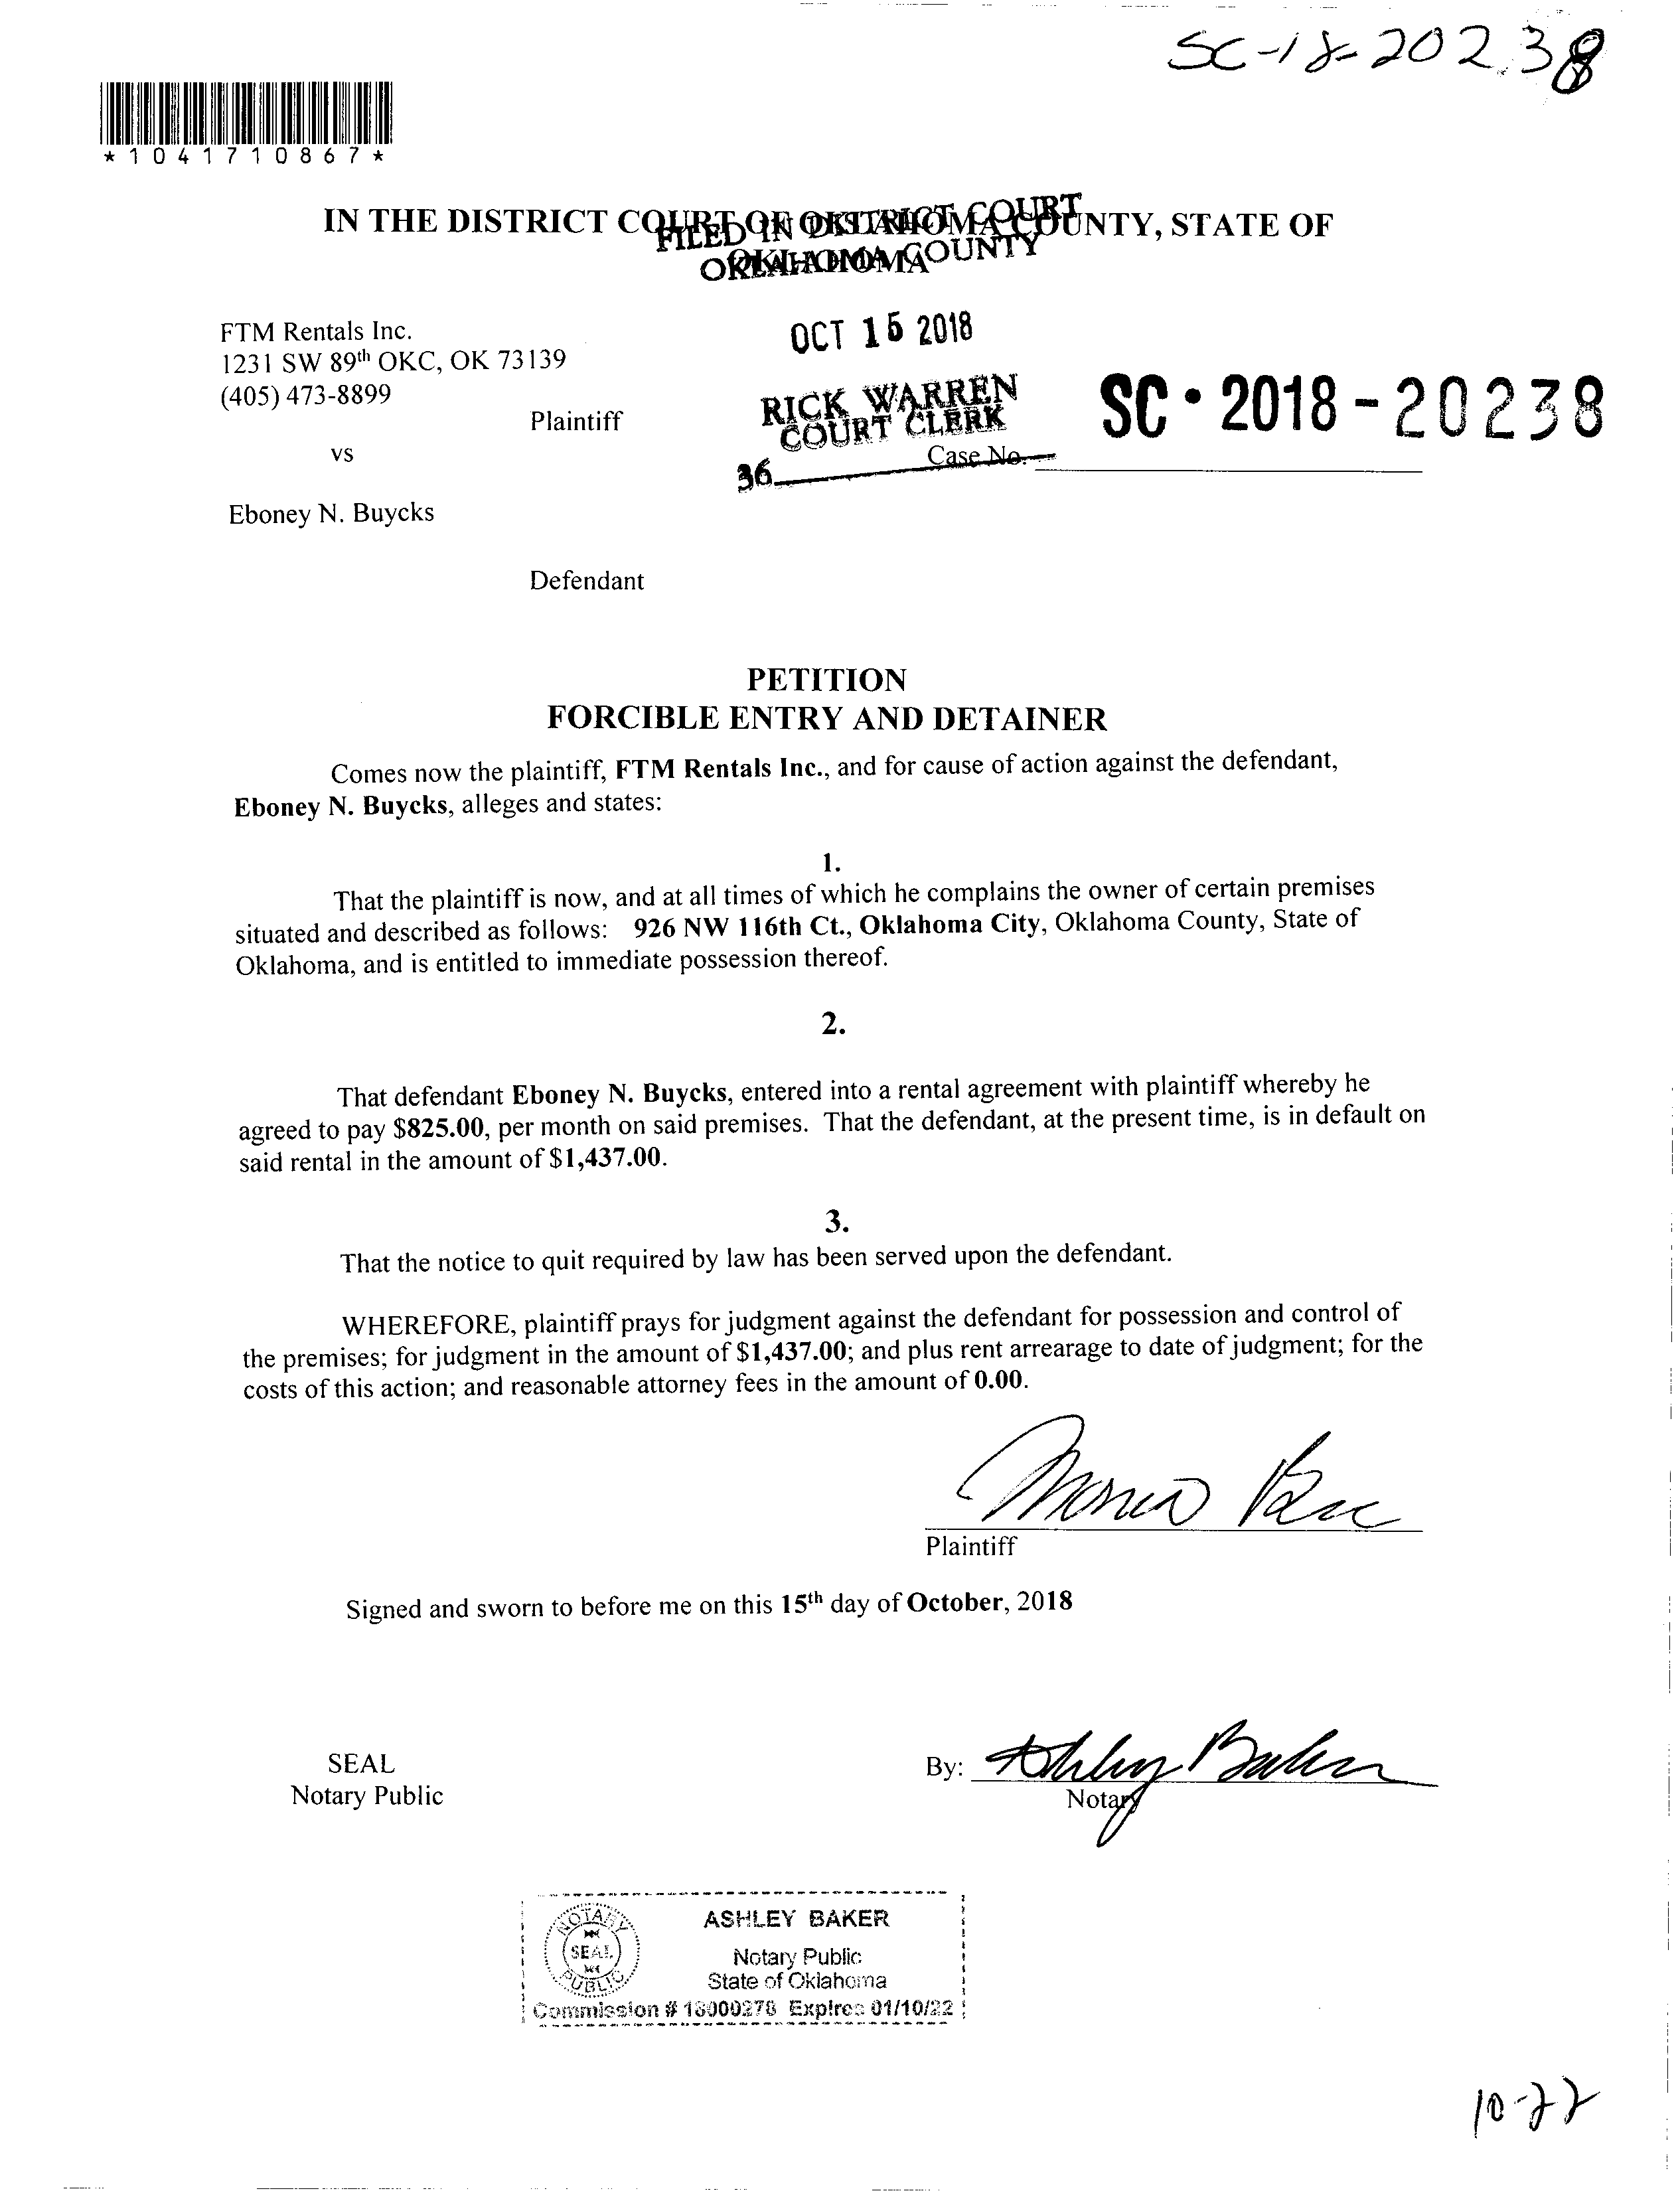 SC-18-20238
*1041710867*
IN THE DISTRICT COURT OF OKLAHOMA COUNTY, STATE OF
OKLAHOMA
FILED IN DISTRICT COURT
OKLAHOMA COUNTY
FTM Rentals Inc.
1231 SW 89th OKC, OK 73139
(405) 473-8899
Plaintiff
OCT 15 2018
RICK WARREN
COURT CLERK
SC • 2018 - 20238
36
Case No.
vs
Eboney N. Buycks
Defendant
PETITION
FORCIBLE ENTRY AND DETAINER
Comes now the plaintiff, FTM Rentals Inc., and for cause of action against the defendant,
Eboney N. Buycks, alleges and states:
1.
That the plaintiff is now, and at all times of which he complains the owner of certain premises
situated and described as follows: 926 NW 116th Ct., Oklahoma City, Oklahoma County, State of
Oklahoma, and is entitled to immediate possession thereof.
2.
That defendant Eboney N. Buycks, entered into a rental agreement with plaintiff whereby he
agreed to pay $825.00, per month on said premises. That the defendant, at the present time, is in default on
said rental in the amount of $1,437.00.
3.
That the notice to quit required by law has been served upon the defendant.
WHEREFORE, plaintiff prays for judgment against the defendant for possession and control of
the premises; for judgment in the amount of $1,437.00; and plus rent arrearage to date of judgment; for the
costs of this action; and reasonable attorney fees in the amount of 0.00.
Plaintiff
Signed and sworn to before me on this 15th day of October, 2018
SEAL
Notary Public
By: Ashley Baker
Notary
NOTARY
SEAL
PUBLIC
ASHLEY BAKER
Notary Public
State of Oklahoma
Commission # 18000278 Expires 01/10/22
10-22